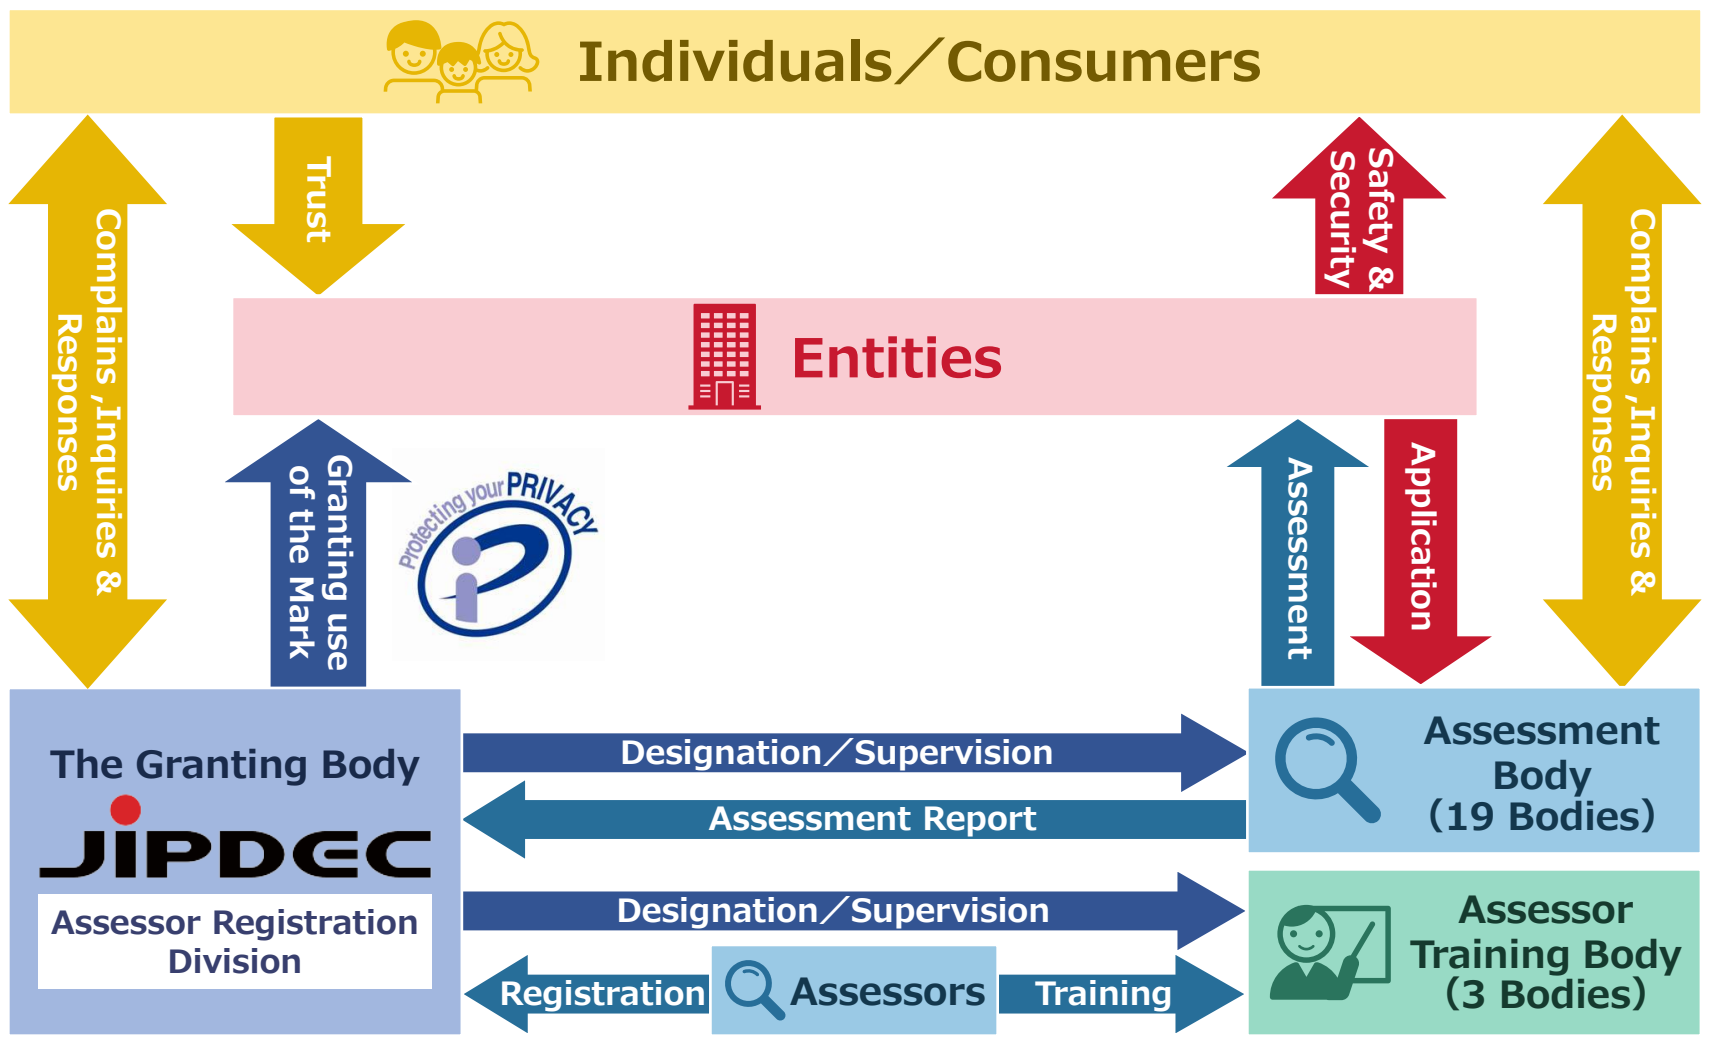 Individuals／Consumers
Complains ,Inquiries &
Responses
Trust
Safety &
Security
Complains ,Inquiries &
Responses
Entities
Granting use
of the Mark
Protecting your PRIVACY
Assessment
Application
The Granting Body
JIPDEC
Assessor Registration
Division
Designation／Supervision
Assessment Report
Assessment
Body
（19 Bodies）
Designation／Supervision
Registration
Assessors
Training
Assessor
Training Body
（3 Bodies）